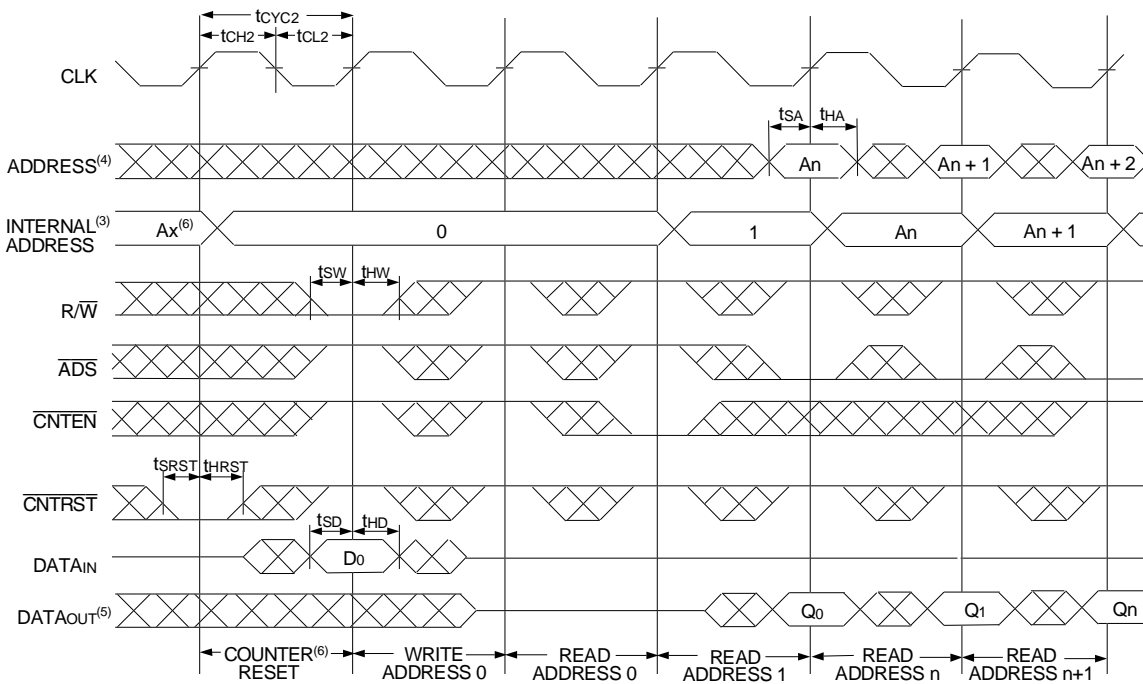 tCYC2
tCH2 tCL2
CLK
tSA tHA
ADDRESS(4) An An + 1 An + 2
INTERNAL(3)
ADDRESS
Ax(6) 0 1 An An + 1
tSW tHW
R/W
ADS
CNTEN
tSRST tHRST
CNTRST
tSD tHD
DATAIN D0
DATAOUT(5) Q0 Q1 Qn
COUNTER(6)
RESET
WRITE
ADDRESS 0
READ
ADDRESS 0
READ
ADDRESS 1
READ
ADDRESS n
READ
ADDRESS n+1